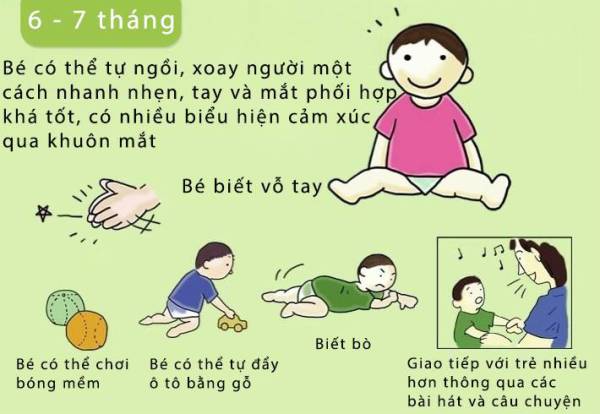 6 - 7 tháng
Bé có thể tự ngồi, xoay người một
cách nhanh nhẹn, tay và mắt phối hợp
khá tốt, có nhiều biểu hiện cảm xúc
qua khuôn mắt
Bé biết vỗ tay
Bé có thể chơi
bóng mềm
Bé có thể tự đẩy
ô tô bằng gỗ
Biết bò
Giao tiếp với trẻ nhiều
hơn thông qua các
bài hát và câu chuyện